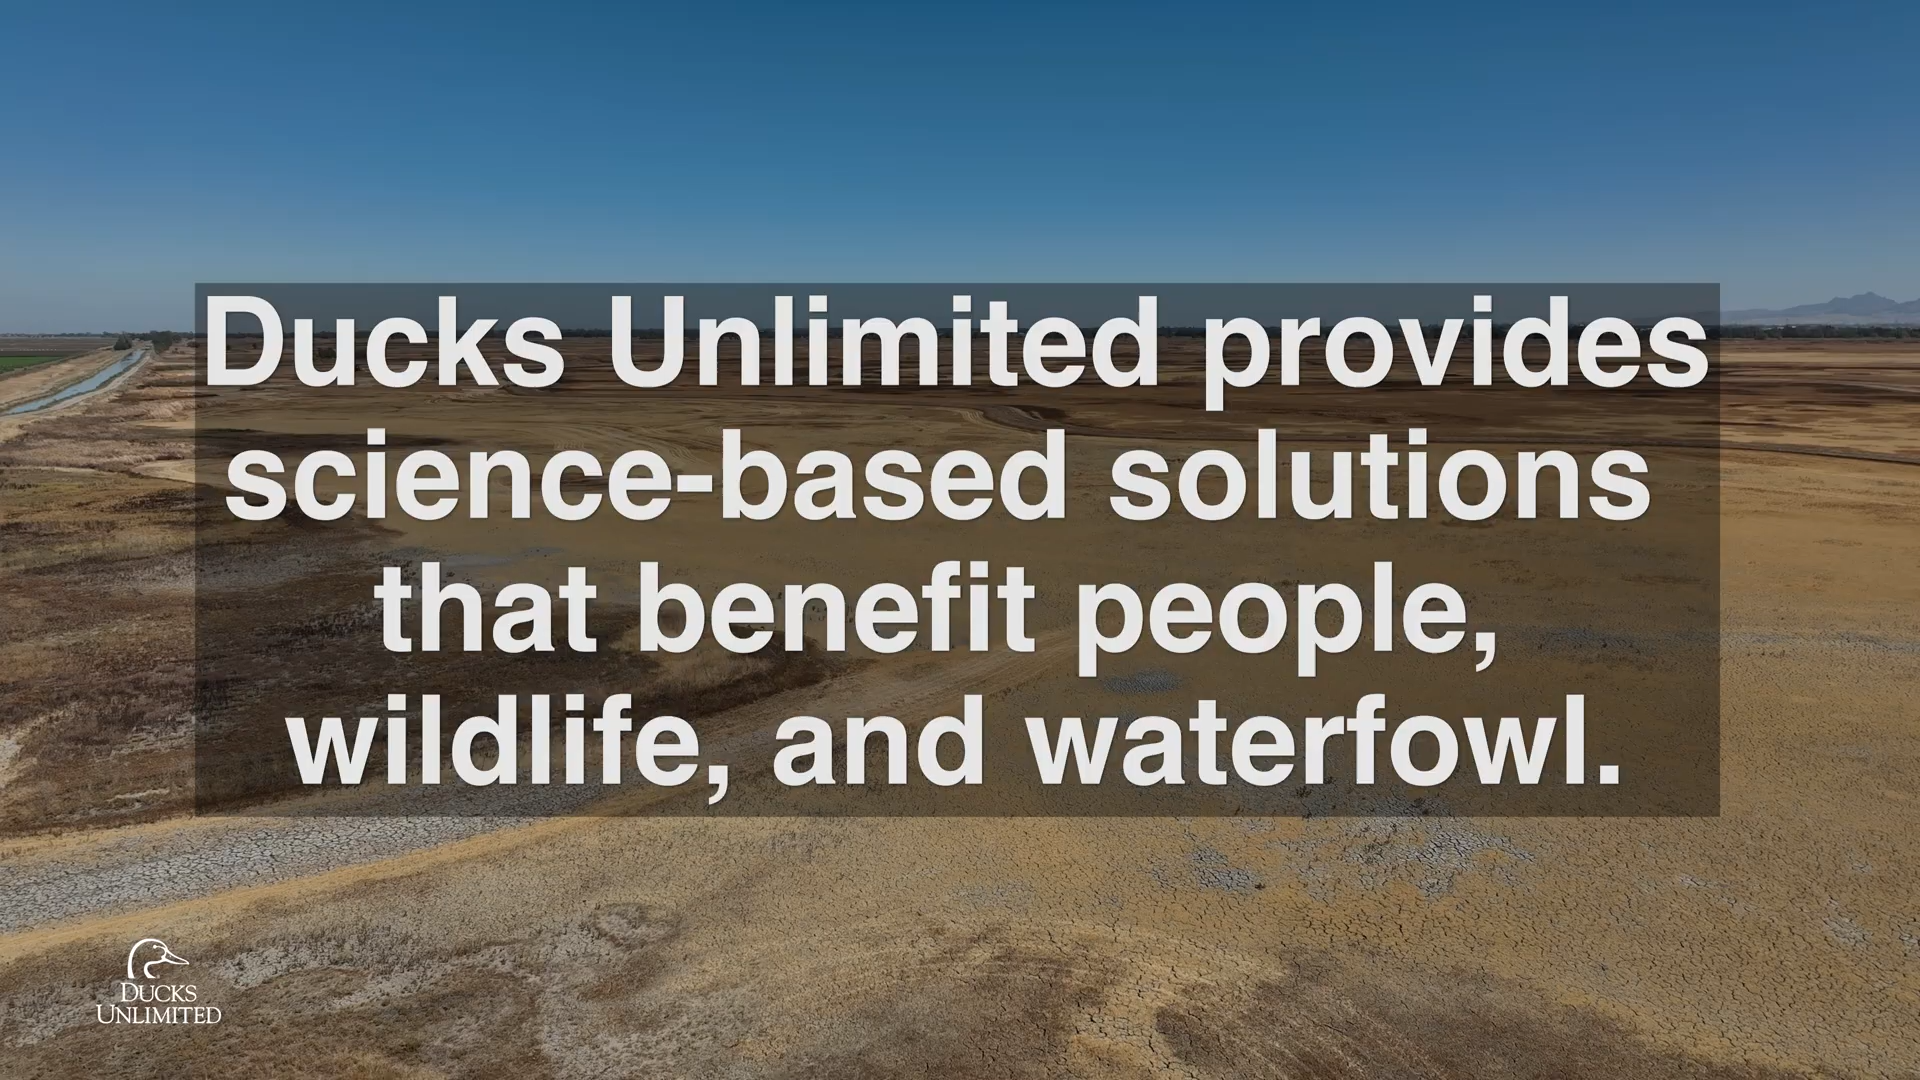 Ducks Unlimited provides
science-based solutions
that benefit people,
wildlife, and waterfowl.
DUCKS
UNLIMITED